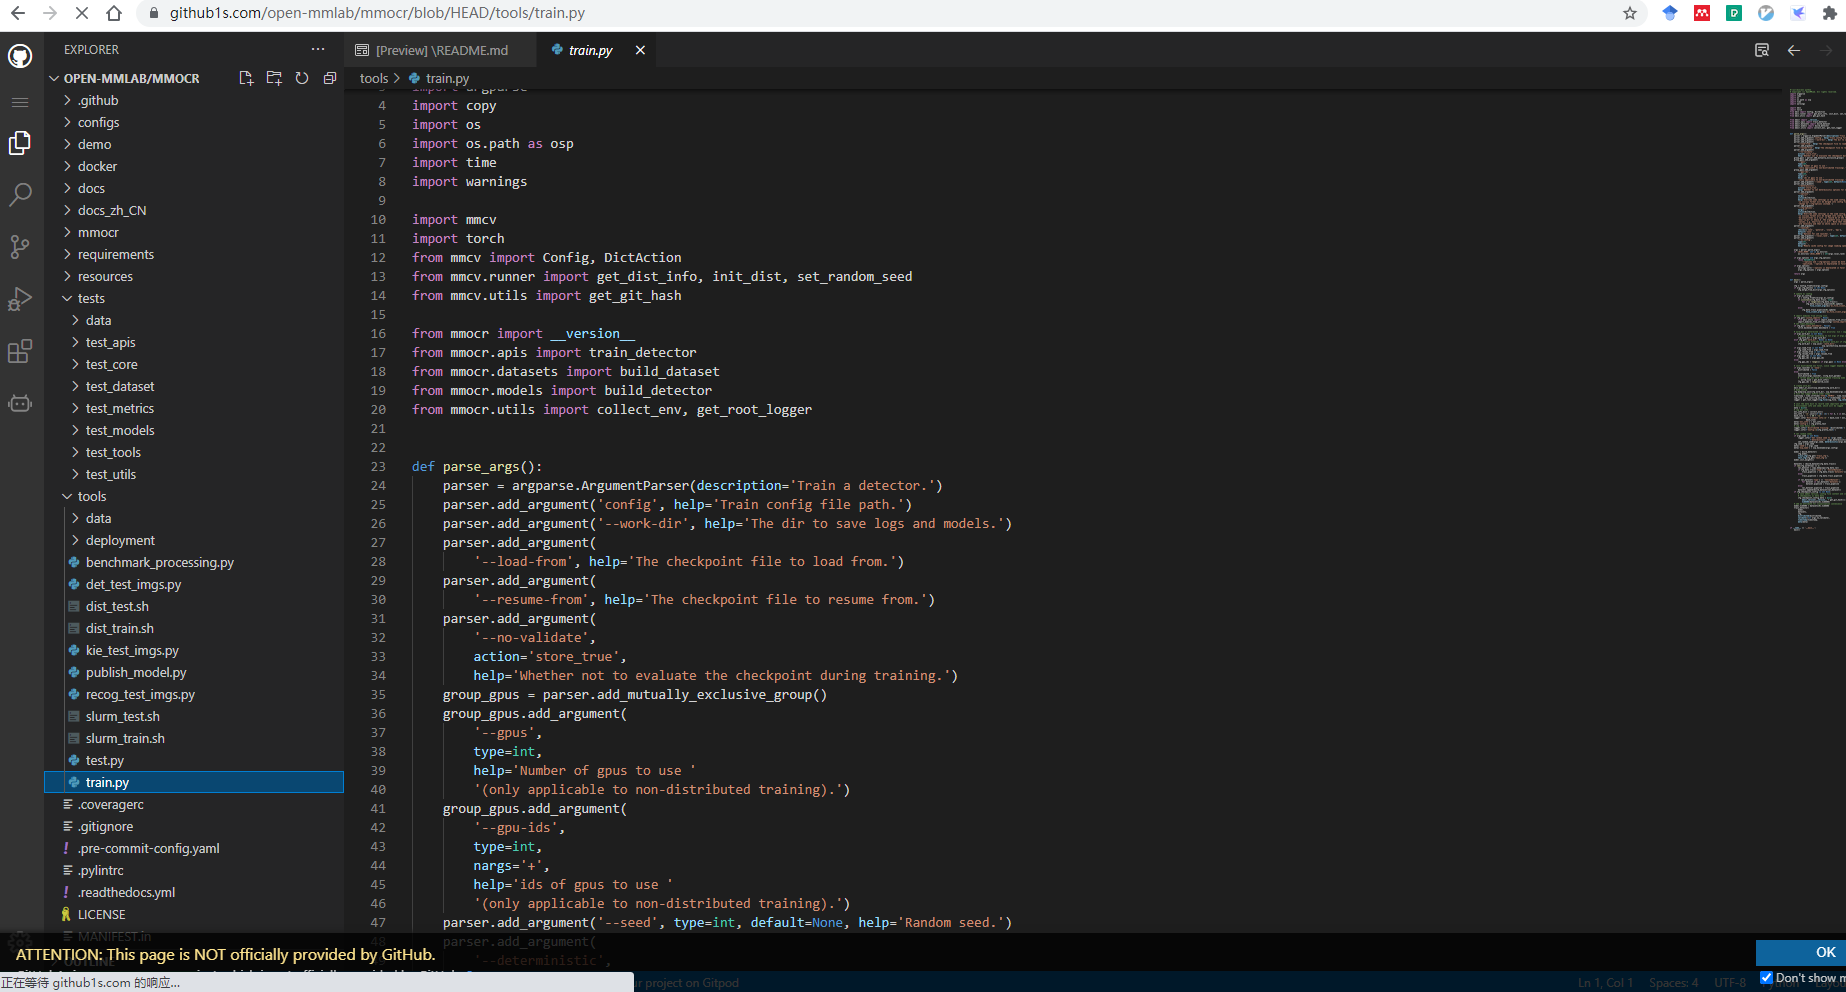 github1s.com/open-mmlab/mmocr/blob/HEAD/tools/train.py
EXPLORER
OPEN-MMLAB/MMOCR
.github
configs
demo
docker
docs
docs_zh_CN
mmocr
requirements
resources
tests
data
test_apis
test_core
test_dataset
test_metrics
test_models
test_tools
test_utils
tools
data
deployment
benchmark_processing.py
det_test_imgs.py
dist_test.sh
dist_train.sh
kie_test_imgs.py
publish_model.py
recog_test_imgs.py
slurm_test.sh
slurm_train.sh
test.py
train.py
.coveragerc
.gitignore
.pre-commit-config.yaml
.pylintrc
.readthedocs.yml
LICENSE
MANIFEST.in
OUTLINE
[Preview] \README.md
train.py
tools > train.py
3 import argparse
4 import copy
5 import os
6 import os.path as osp
7 import time
8 import warnings
9
10 import mmcv
11 import torch
12 from mmcv import Config, DictAction
13 from mmcv.runner import get_dist_info, init_dist, set_random_seed
14 from mmcv.utils import get_git_hash
15
16 from mmocr import __version__
17 from mmocr.apis import train_detector
18 from mmocr.datasets import build_dataset
19 from mmocr.models import build_detector
20 from mmocr.utils import collect_env, get_root_logger
21
22
23 def parse_args():
24 parser = argparse.ArgumentParser(description='Train a detector.')
25 parser.add_argument('config', help='Train config file path.')
26 parser.add_argument('--work-dir', help='The dir to save logs and models.')
27 parser.add_argument(
28 '--load-from', help='The checkpoint file to load from.')
29 parser.add_argument(
30 '--resume-from', help='The checkpoint file to resume from.')
31 parser.add_argument(
32 '--no-validate',
33 action='store_true',
34 help='Whether not to evaluate the checkpoint during training.')
35 group_gpus = parser.add_mutually_exclusive_group()
36 group_gpus.add_argument(
37 '--gpus',
38 type=int,
39 help='Number of gpus to use '
40 '(only applicable to non-distributed training).')
41 group_gpus.add_argument(
42 '--gpu-ids',
43 type=int,
44 nargs='+',
45 help='ids of gpus to use '
46 '(only applicable to non-distributed training).')
47 parser.add_argument('--seed', type=int, default=None, help='Random seed.')
48 parser.add_argument(
'--deterministic',
ATTENTION: This page is NOT officially provided by GitHub.
OK
Don't show m
正在等待 github1s.com 的响应...
ur project on Gitpod
Ln 1, Col 1 Spaces: 4 UTF-8